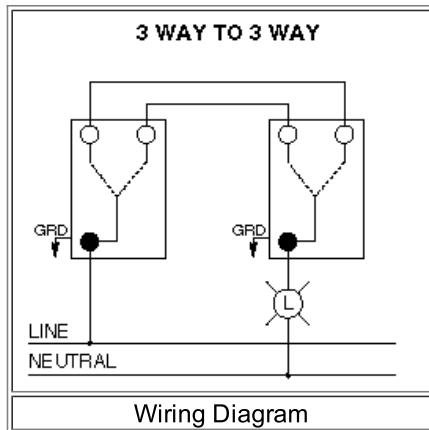 3 WAY TO 3 WAY
GRD
GRD
L
LINE
NEUTRAL
Wiring Diagram